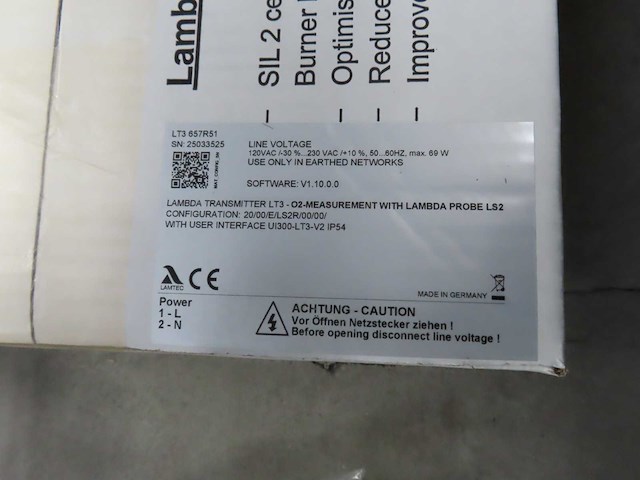 Lambd
– SIL 2 ce
Burner
– Optimis
– Reduce
– Improve
LT3 657R51
SN: 25033525
LINE VOLTAGE
120VAC /-30 %...230 VAC /+10 %, 50...60HZ, max. 69 W
USE ONLY IN EARTHED NETWORKS
SOFTWARE: V1.10.0.0
LAMBDA TRANSMITTER LT3 - O2-MEASUREMENT WITH LAMBDA PROBE LS2
CONFIGURATION: 20/00/E/LS2R/00/00/
WITH USER INTERFACE UI300-LT3-V2 IP54
LAMTEC
CE
MADE IN GERMANY
Power
1 - L
2 - N
ACHTUNG - CAUTION
Vor Öffnen Netzstecker ziehen !
Before opening disconnect line voltage !